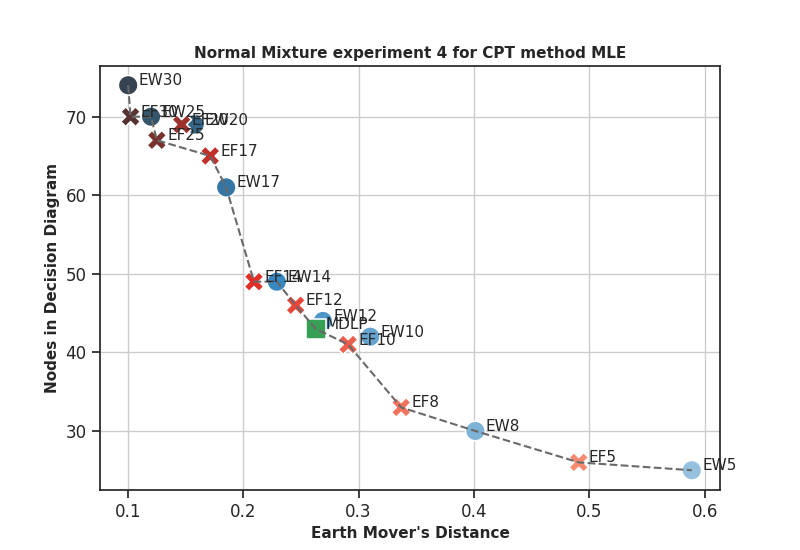 Normal Mixture experiment 4 for CPT method MLE
EW30
EF30
EW25
EF20
EW20
EF25
EF17
EW17
EF14
EW14
EF12
EW12
MDLP
EW10
EF10
EF8
EW8
EF5
EW5
70
60
50
40
30
Nodes in Decision Diagram
0.1
0.2
0.3
0.4
0.5
0.6
Earth Mover's Distance